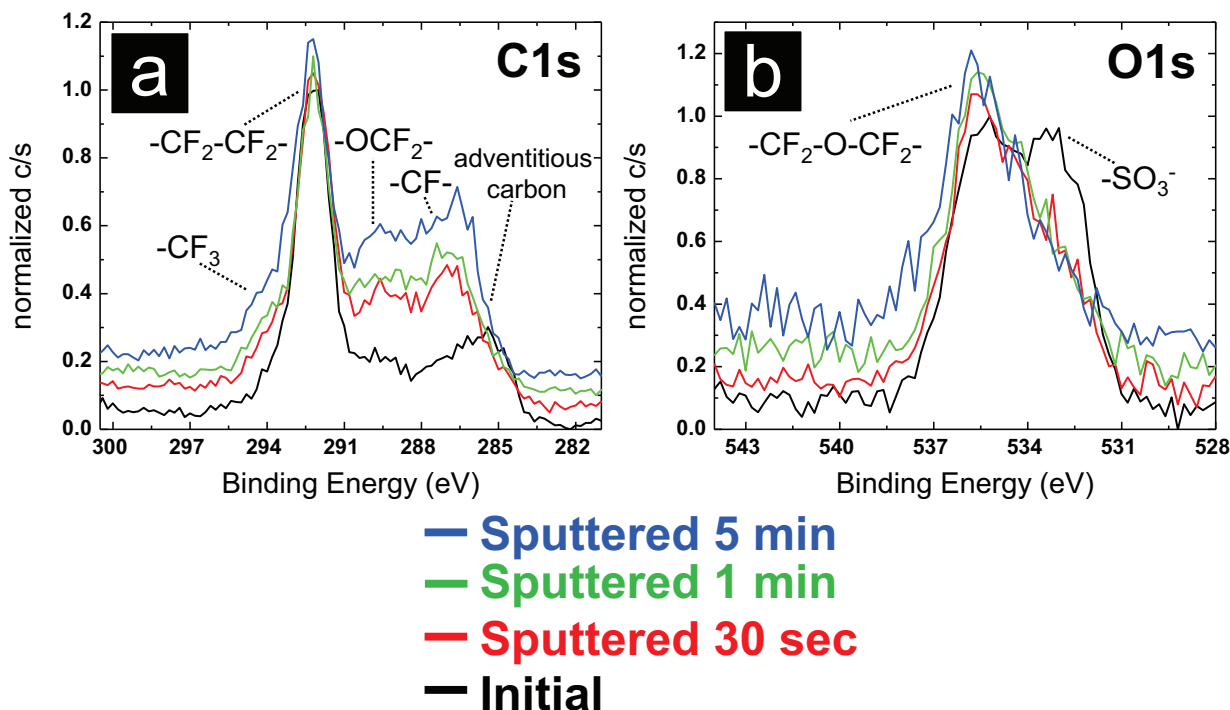 a
C1s
normalized c/s
1.2
1.0
0.8
0.6
0.4
0.2
0.0
-CF₂-CF₂-
-OCF₂-
-CF-
adventitious
carbon
-CF₃
300 297 294 291 288 285 282
Binding Energy (eV)
b
O1s
normalized c/s
1.2
1.0
0.8
0.6
0.4
0.2
0.0
-CF₂-O-CF₂-
-SO₃⁻
543 540 537 534 531 528
Binding Energy (eV)
Sputtered 5 min
Sputtered 1 min
Sputtered 30 sec
Initial